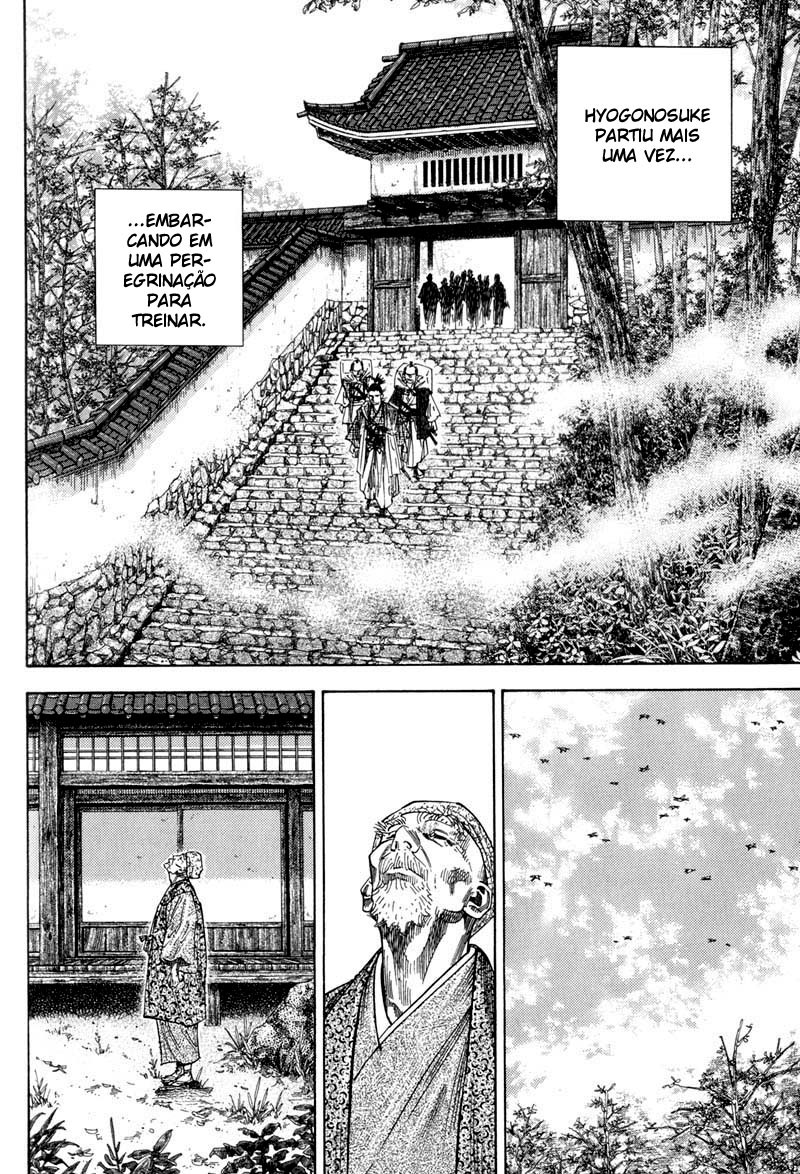 HYOGONOSUKE
PARTIU MAIS
UMA VEZ...
...EMBAR-
CANDO EM
UMA PER-
EGRINAÇÃO
PARA
TREINAR.